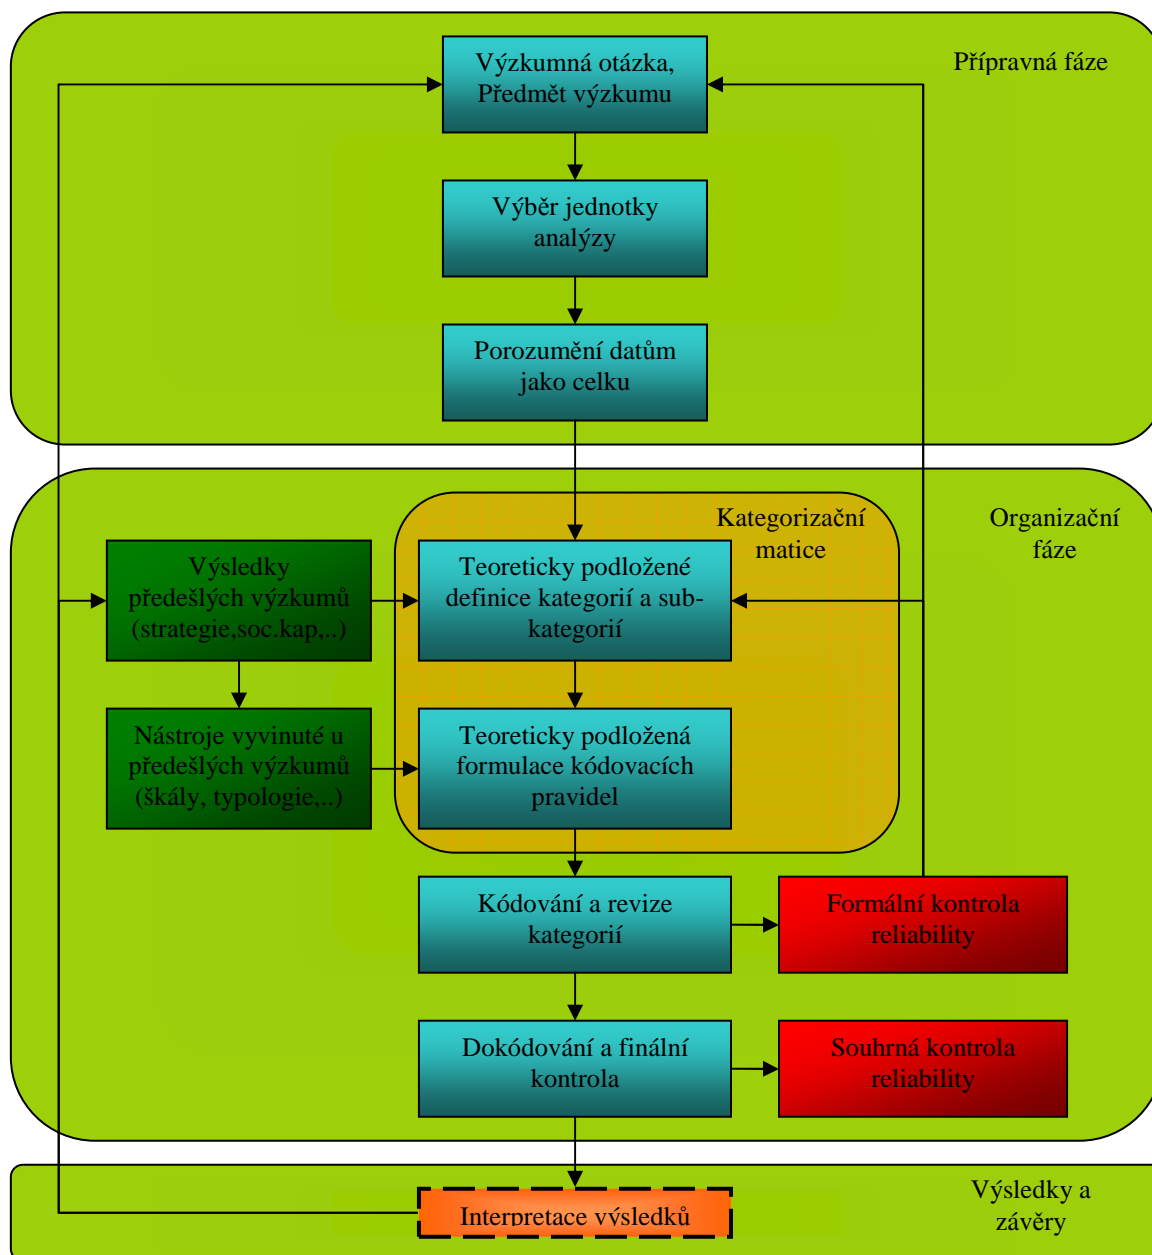 Výzkumná otázka,
Předmět výzkumu
Přípravná fáze
Výběr jednotky
analýzy
Porozumění datům
jako celku
Kategorizační
matice
Organizační
fáze
Výsledky
předešlých výzkumů
(strategie,soc.kap,..)
Teoreticky podložené
definice kategorií a sub-
kategorií
Nástroje vyvinuté u
předešlých výzkumů
(škály, typologie,..)
Teoreticky podložená
formulace kódovacích
pravidel
Kódování a revize
kategorií
Formální kontrola
reliability
Dokódování a finální
kontrola
Souhrná kontrola
reliability
Výsledky a
závěry
Interpretace výsledků